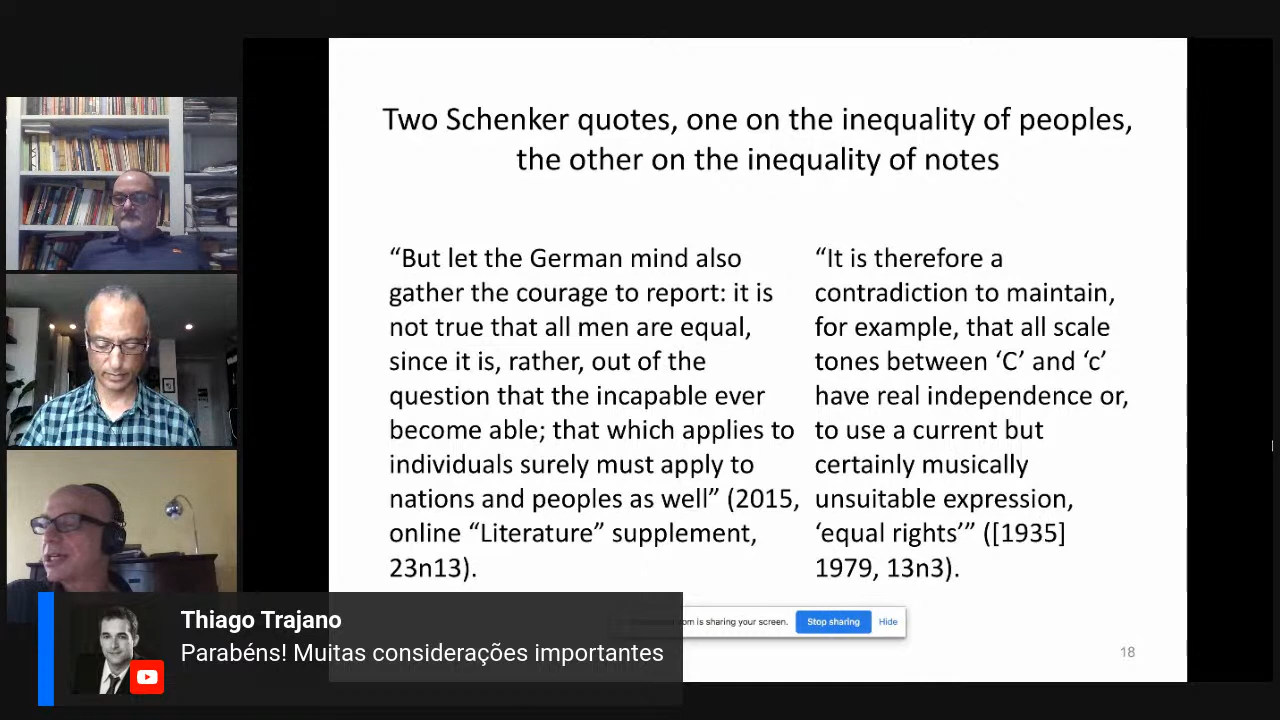 Two Schenker quotes, one on the inequality of peoples,
the other on the inequality of notes
“But let the German mind also
gather the courage to report: it is
not true that all men are equal,
since it is, rather, out of the
question that the incapable ever
become able; that which applies to
individuals surely must apply to
nations and peoples as well” (2015,
online “Literature” supplement,
23n13).
“It is therefore a
contradiction to maintain,
for example, that all scale
tones between ‘C’ and ‘c’
have real independence or,
to use a current but
certainly musically
unsuitable expression,
‘equal rights’” ([1935]
1979, 13n3).
is sharing your screen. Stop sharing Hide
18
Thiago Trajano
Parabéns! Muitas considerações importantes